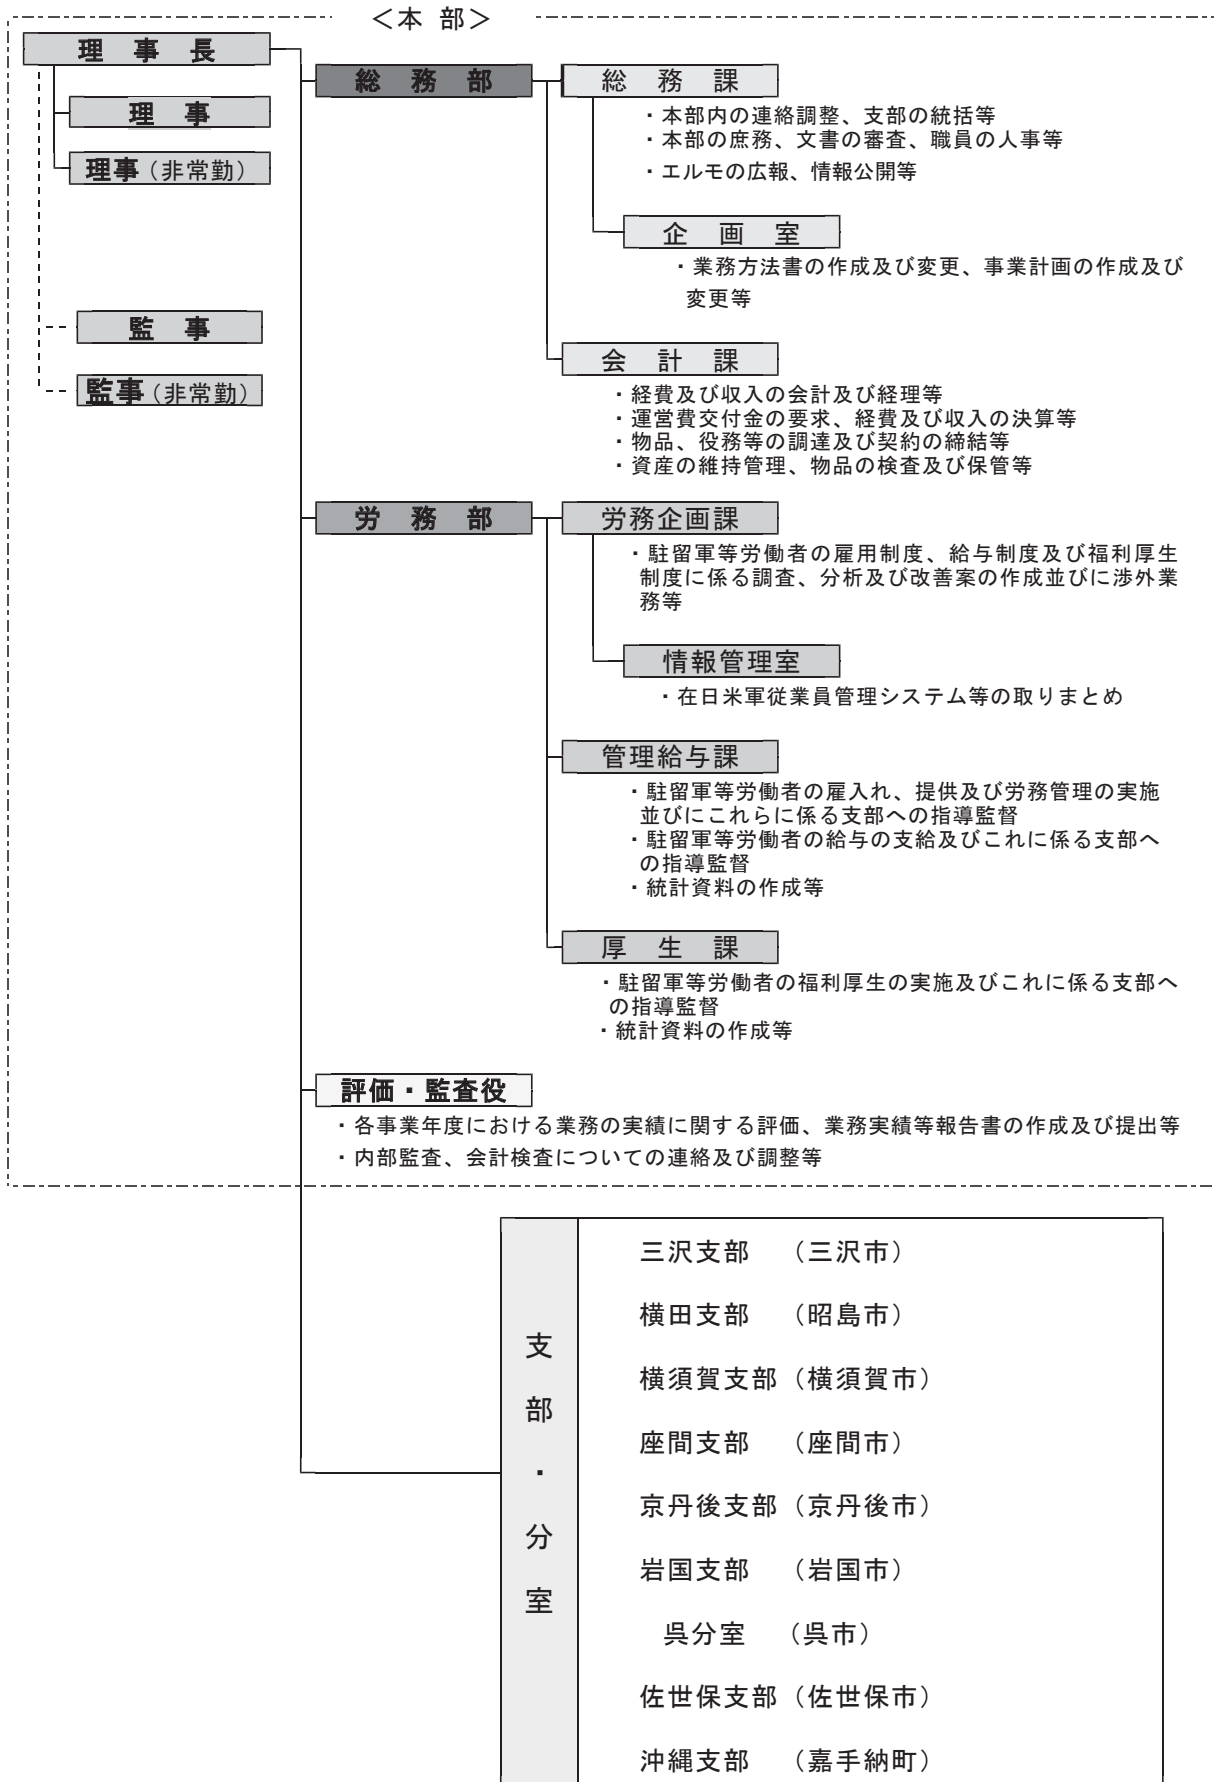 ＜本 部＞
理 事 長
理 事
理事（非常勤）
監 事
監事（非常勤）
総 務 部
総 務 課
・本部内の連絡調整、支部の統括等
・本部の庶務、文書の審査、職員の人事等
・エルモの広報、情報公開等
企 画 室
・業務方法書の作成及び変更、事業計画の作成及び
変更等
会 計 課
・経費及び収入の会計及び経理等
・運営費交付金の要求、経費及び収入の決算等
・物品、役務等の調達及び契約の締結等
・資産の維持管理、物品の検査及び保管等
労 務 部
労務企画課
・駐留軍等労働者の雇用制度、給与制度及び福利厚生
制度に係る調査、分析及び改善案の作成並びに渉外業
務等
情報管理室
・在日米軍従業員管理システム等の取りまとめ
管理給与課
・駐留軍等労働者の雇入れ、提供及び労務管理の実施
並びにこれらに係る支部への指導監督
・駐留軍等労働者の給与の支給及びこれに係る支部へ
の指導監督
・統計資料の作成等
厚 生 課
・駐留軍等労働者の福利厚生の実施及びこれに係る支部へ
の指導監督
・統計資料の作成等
評価・監査役
・各事業年度における業務の実績に関する評価、業務実績等報告書の作成及び提出等
・内部監査、会計検査についての連絡及び調整等
支部・分室
三沢支部 （三沢市）
横田支部 （昭島市）
横須賀支部（横須賀市）
座間支部 （座間市）
京丹後支部（京丹後市）
岩国支部 （岩国市）
呉分室 （呉市）
佐世保支部（佐世保市）
沖縄支部 （嘉手納町）